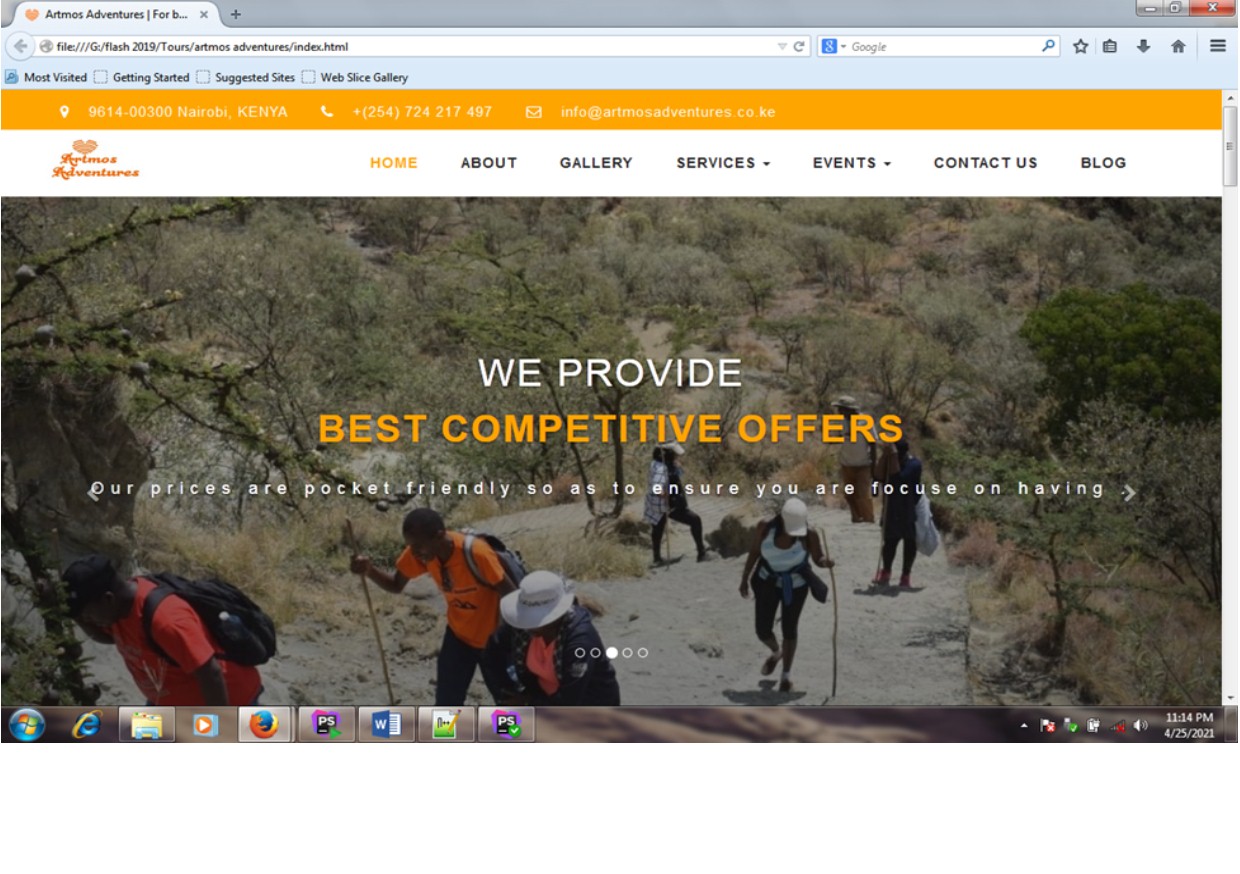 Artmos Adventures | For b...
file:///G:/flash 2019/Tours/artmos adventures/index.html
Google
Most Visited Getting Started Suggested Sites Web Slice Gallery
9614-00300 Nairobi, KENYA +(254) 724 217 497 info@artmosadventures.co.ke
Artmos
Adventures
HOME ABOUT GALLERY SERVICES EVENTS CONTACT US BLOG
WE PROVIDE
BEST COMPETITIVE OFFERS
Our prices are pocket friendly so as to ensure you are focuse on having .
PS W n++ PS
11:14 PM
4/25/2021